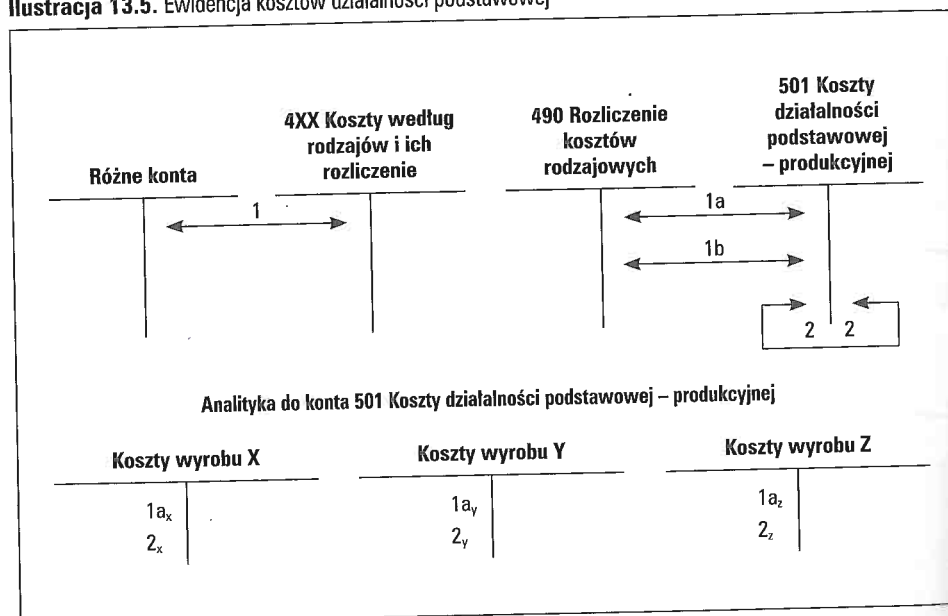 Ilustracja 13.5. Ewidencja kosztów działalności podstawowej
Różne konta
4XX Koszty według
rodzajów i ich
rozliczenie
490 Rozliczenie
kosztów
rodzajowych
501 Koszty
działalności
podstawowej
– produkcyjnej
1
1a
1b
2 2
Analityka do konta 501 Koszty działalności podstawowej – produkcyjnej
Koszty wyrobu X
Koszty wyrobu Y
Koszty wyrobu Z
1aₓ
2ₓ
1aᵧ
2ᵧ
1a_z
2_z